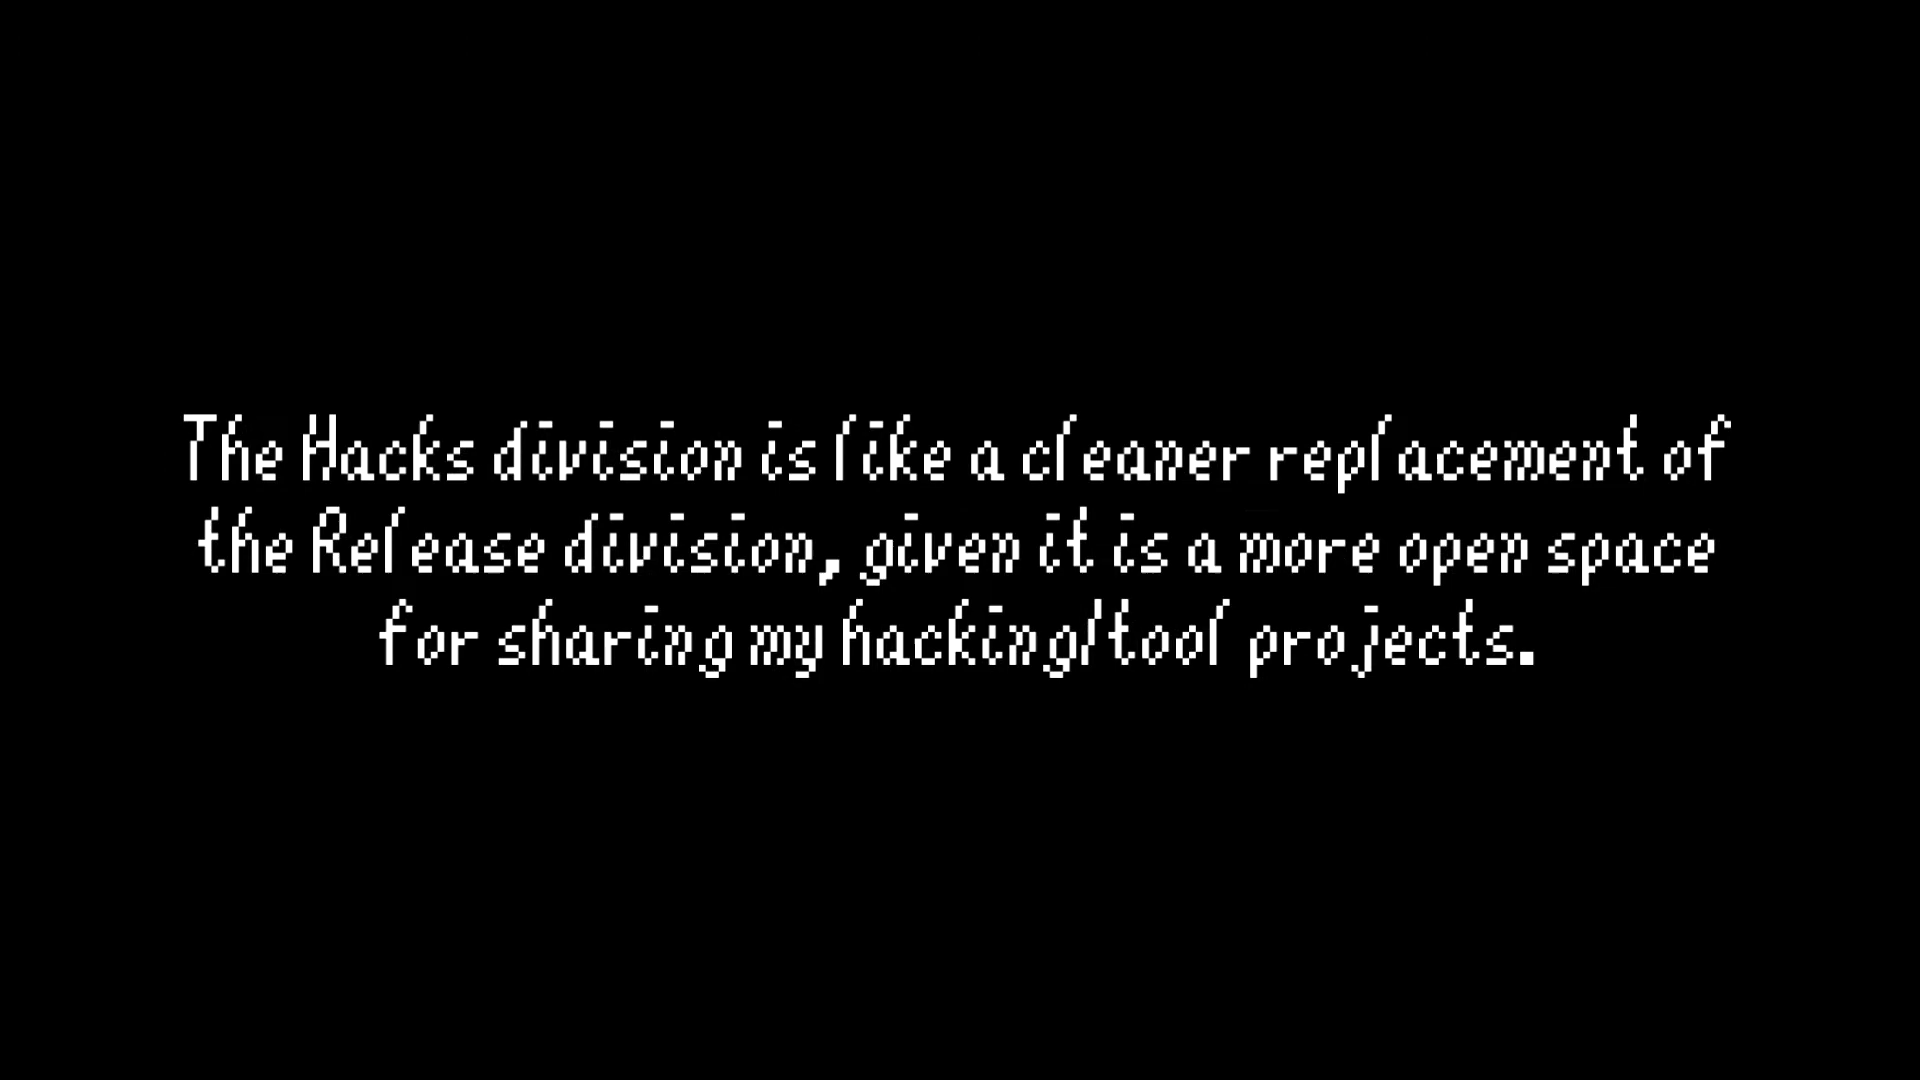 The Hacks division is like a cleaner replacement of
the Release division, given it is a more open space
for sharing my hacking/tool projects.